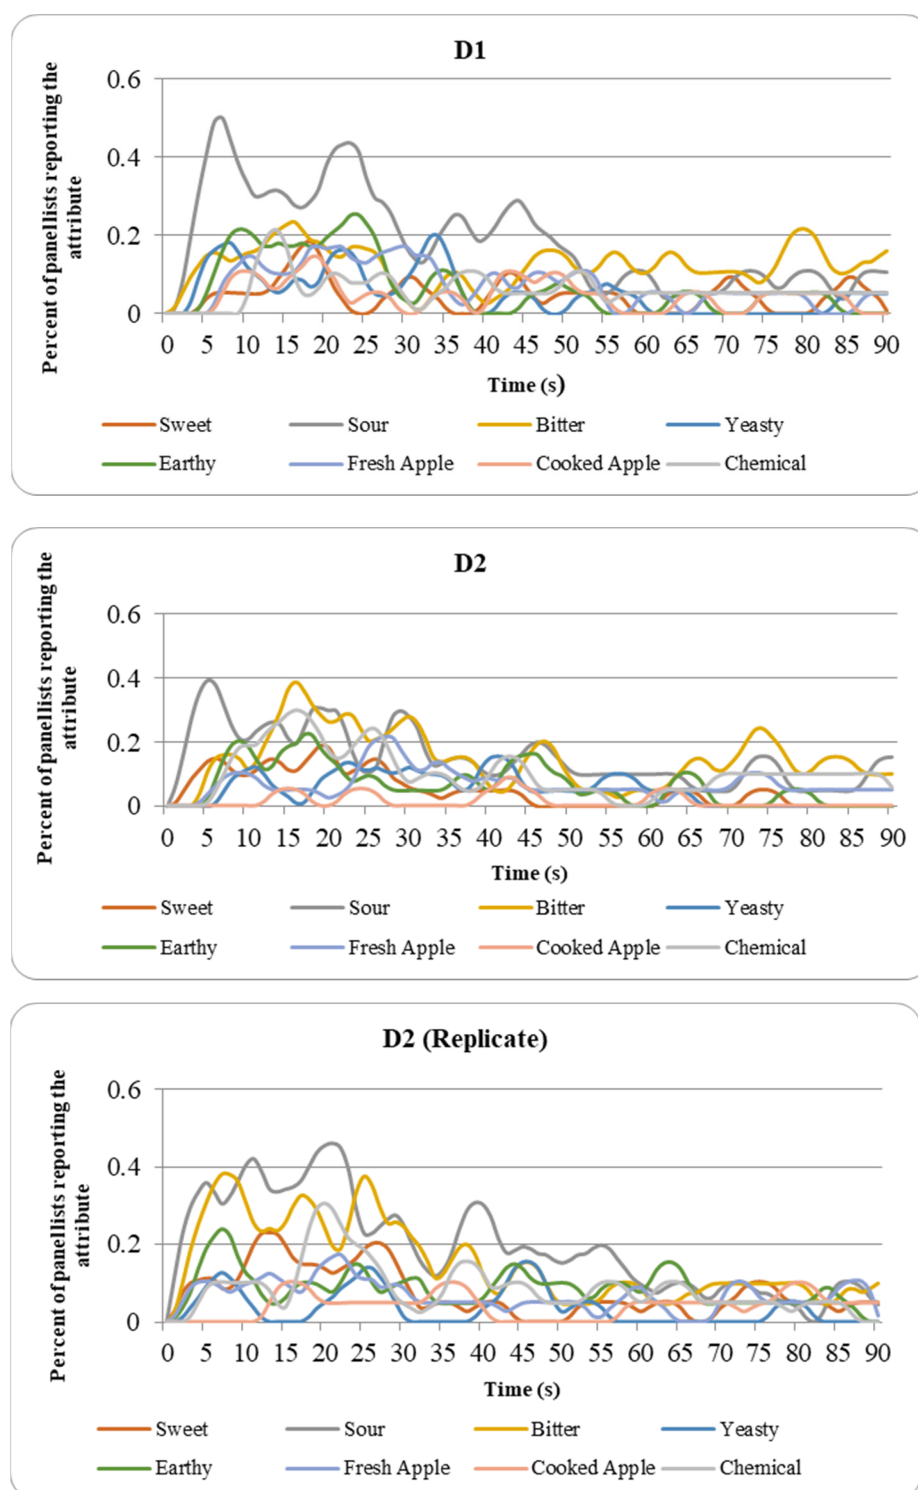 D1
Percent of panellists reporting the
attribute
0.6
0.4
0.2
0
0 5 10 15 20 25 30 35 40 45 50 55 60 65 70 75 80 85 90
Time (s)
Sweet Sour Bitter Yeasty
Earthy Fresh Apple Cooked Apple Chemical
D2
Percent of panellists reporting the
attribute
0.6
0.4
0.2
0
0 5 10 15 20 25 30 35 40 45 50 55 60 65 70 75 80 85 90
Time (s)
Sweet Sour Bitter Yeasty
Earthy Fresh Apple Cooked Apple Chemical
D2 (Replicate)
Percent of panellists reporting the
attribute
0.6
0.4
0.2
0
0 5 10 15 20 25 30 35 40 45 50 55 60 65 70 75 80 85 90
Time (s)
Sweet Sour Bitter Yeasty
Earthy Fresh Apple Cooked Apple Chemical